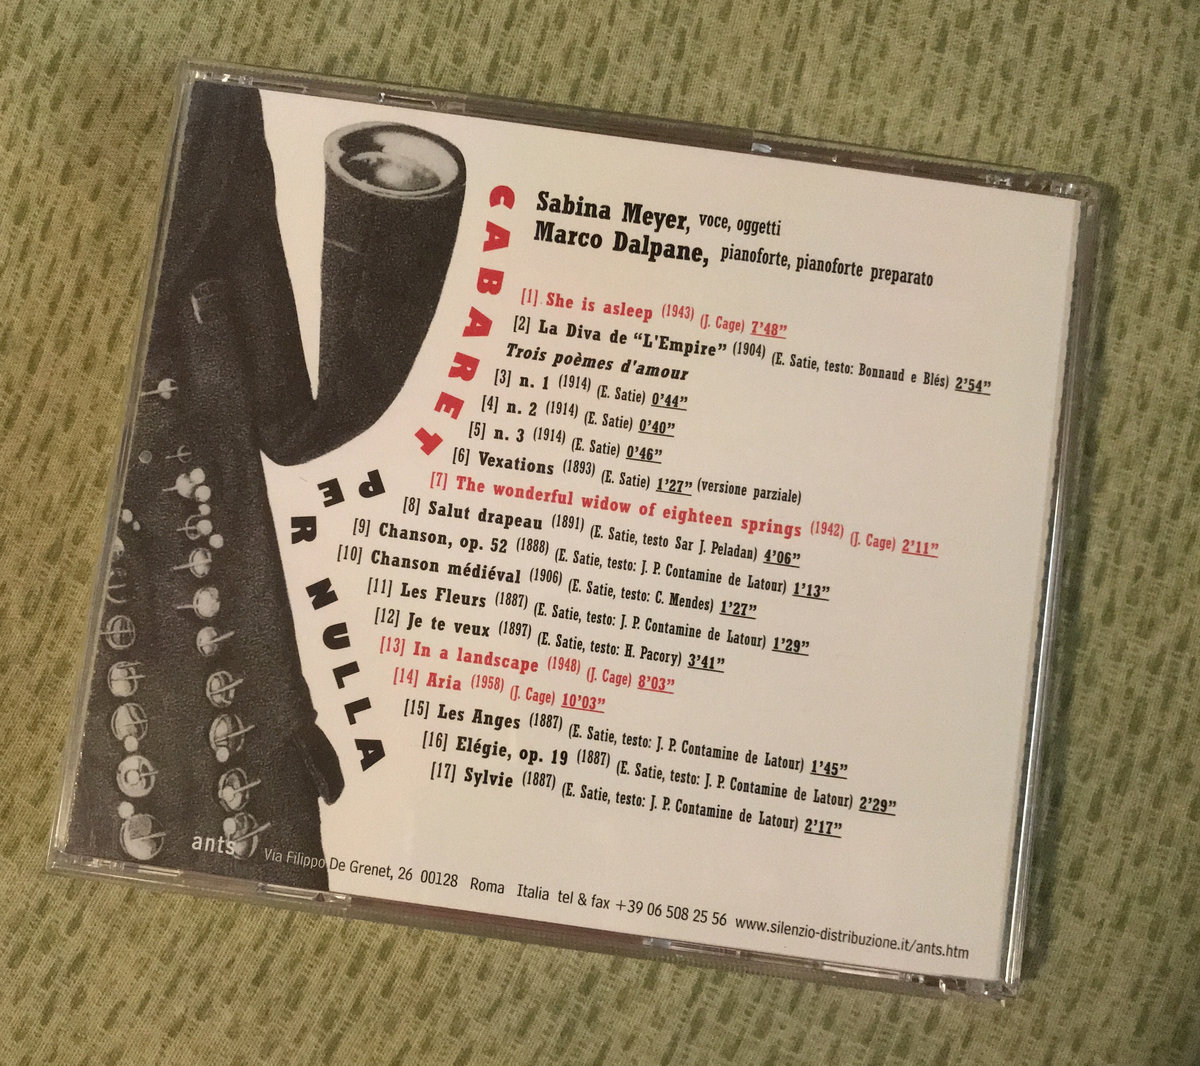 CABARET
PER NULLA
Sabina Meyer, voce, oggetti
Marco Dalpane, pianoforte, pianoforte preparato
[1] She is asleep (1943) (J. Cage) 7'48"
[2] La Diva de "L'Empire" (1904) (E. Satie, testo: Bonnaud e Blés) 2'54"
Trois poèmes d'amour
[3] n. 1 (1914) (E. Satie) 0'44"
[4] n. 2 (1914) (E. Satie) 0'40"
[5] n. 3 (1914) (E. Satie) 0'46"
[6] Vexations (1893) (E. Satie) 1'27" (versione parziale)
[7] The wonderful widow of eighteen springs (1942) (J. Cage) 2'11"
[8] Salut drapeau (1891) (E. Satie, testo Sar J. Peladan) 4'06"
[9] Chanson, op. 52 (1888) (E. Satie, testo: J. P. Contamine de Latour) 1'13"
[10] Chanson médiéval (1906) (E. Satie, testo: C. Mendes) 1'27"
[11] Les Fleurs (1887) (E. Satie, testo: J. P. Contamine de Latour) 1'29"
[12] Je te veux (1897) (E. Satie, testo: H. Pacory) 3'41"
[13] In a landscape (1948) (J. Cage) 8'03"
[14] Aria (1958) (J. Cage) 10'03"
[15] Les Anges (1887) (E. Satie, testo: J. P. Contamine de Latour) 1'45"
[16] Elégie, op. 19 (1887) (E. Satie, testo: J. P. Contamine de Latour) 2'29"
[17] Sylvie (1887) (E. Satie, testo: J. P. Contamine de Latour) 2'17"
ants
Via Filippo De Grenet, 26 00128 Roma Italia tel & fax +39 06 508 25 56 www.silenzio-distribuzione.it/ants.htm